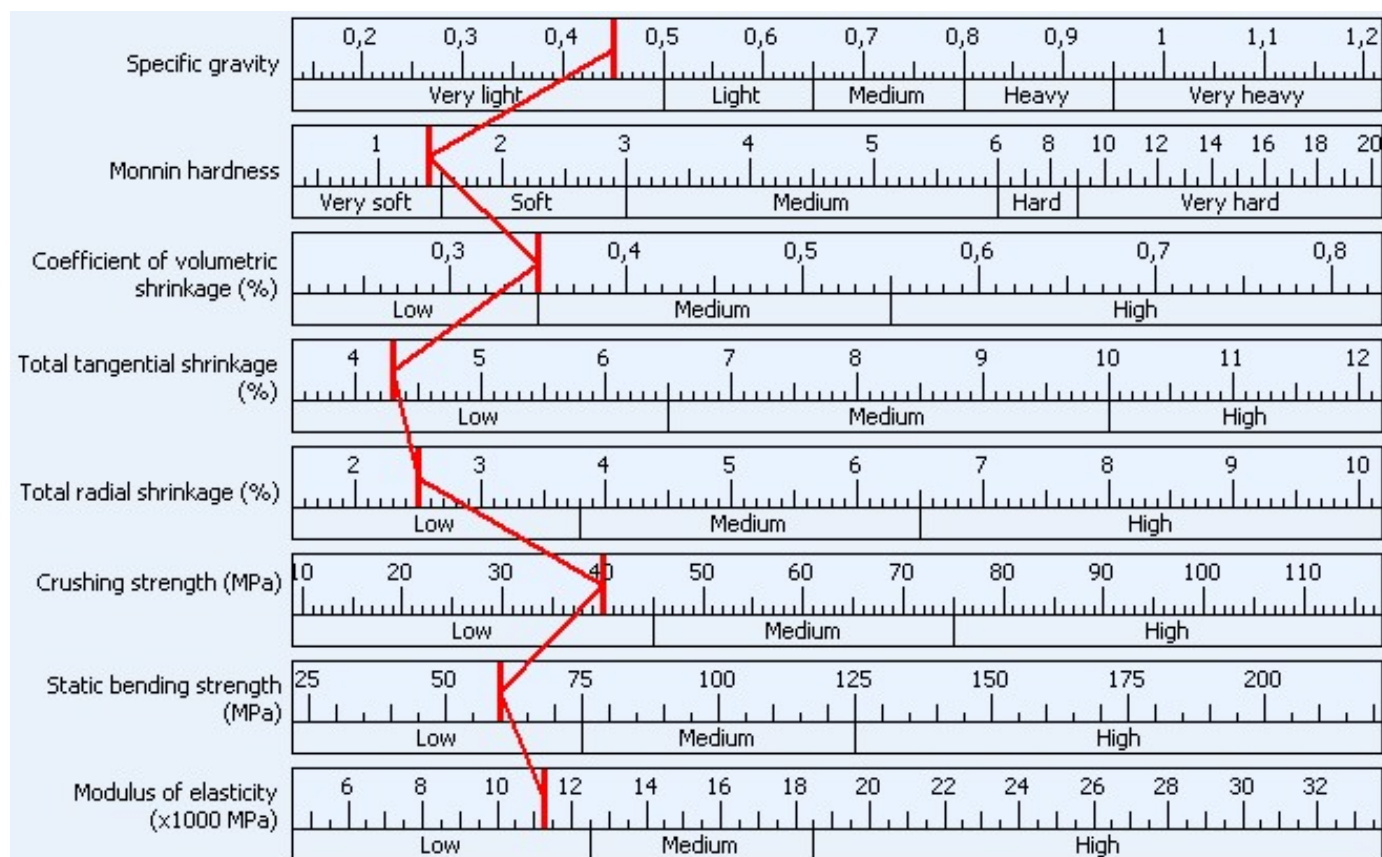 0,2 0,3 0,4 0,5 0,6 0,7 0,8 0,9 1 1,1 1,2
Specific gravity
Very light Light Medium Heavy Very heavy
1 2 3 4 5 6 8 10 12 14 16 18 20
Monnin hardness
Very soft Soft Medium Hard Very hard
0,3 0,4 0,5 0,6 0,7 0,8
Coefficient of volumetric
shrinkage (%)
Low Medium High
4 5 6 7 8 9 10 11 12
Total tangential shrinkage
(%)
Low Medium High
2 3 4 5 6 7 8 9 10
Total radial shrinkage (%)
Low Medium High
10 20 30 40 50 60 70 80 90 100 110
Crushing strength (MPa)
Low Medium High
25 50 75 100 125 150 175 200
Static bending strength
(MPa)
Low Medium High
6 8 10 12 14 16 18 20 22 24 26 28 30 32
Modulus of elasticity
(x1000 MPa)
Low Medium High